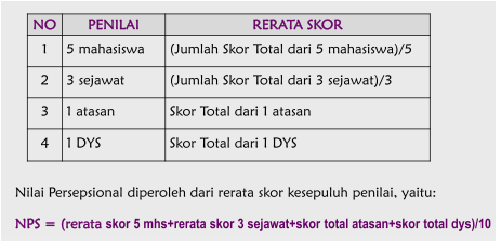 NO PENILAI RERATA SKOR
1 5 mahasiswa (Jumlah Skor Total dari 5 mahasiswa)/5
2 3 sejawat (Jumlah Skor Total dari 3 sejawat)/3
3 1 atasan Skor Total dari 1 atasan
4 1 DYS Skor Total dari 1 DYS
Nilai Persepsional diperoleh dari rerata skor kesepuluh penilai, yaitu:
NPS = (rerata skor 5 mhs+rerata skor 3 sejawat+skor total atasan+skor total dys)/10